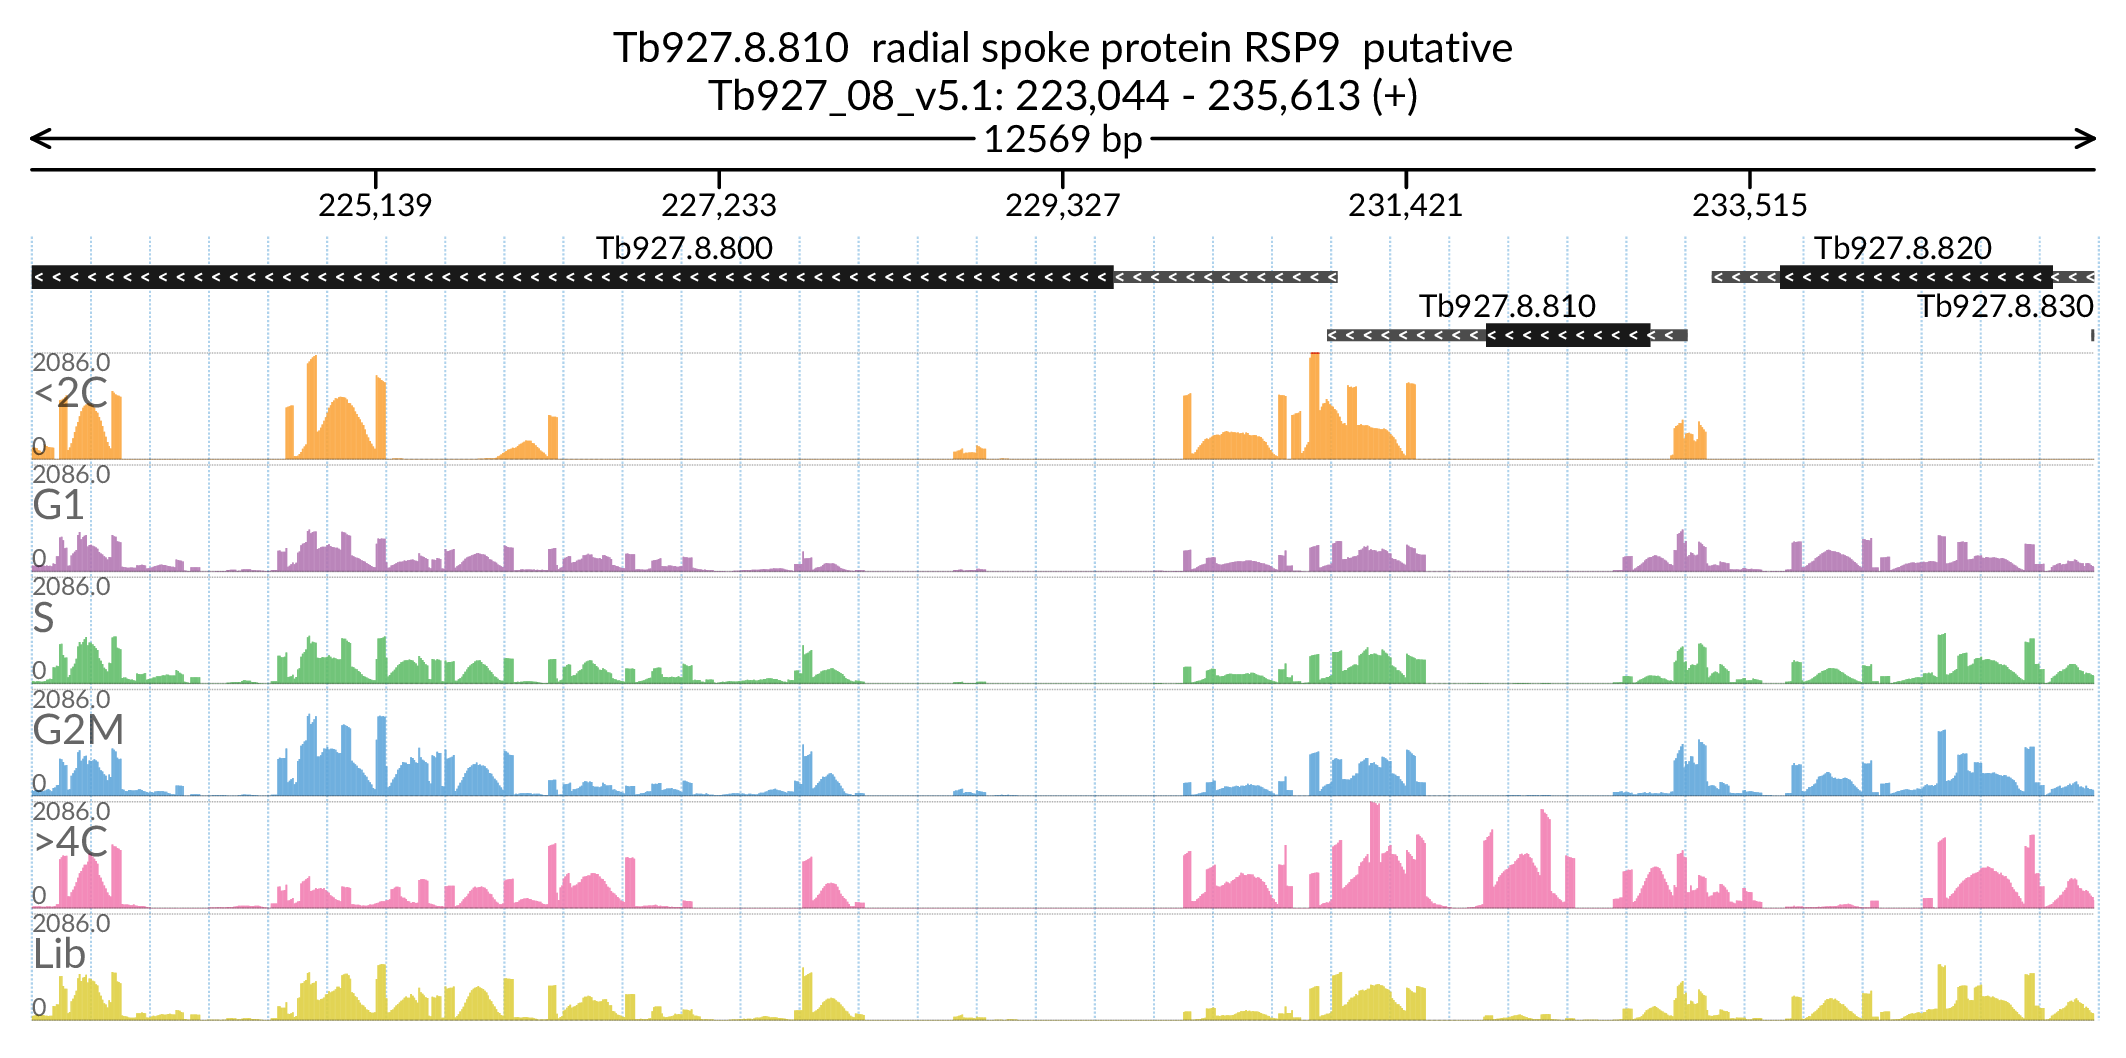 Tb927.8.810  radial spoke protein RSP9  putative
Tb927_08_v5.1: 223,044 - 235,613 (+)
12569 bp
225,139 227,233 229,327 231,421 233,515
Tb927.8.800 Tb927.8.820
Tb927.8.810 Tb927.8.830
2086.0
<2C
0
2086.0
G1
0
2086.0
S
0
2086.0
G2M
0
2086.0
>4C
0
2086.0
Lib
0